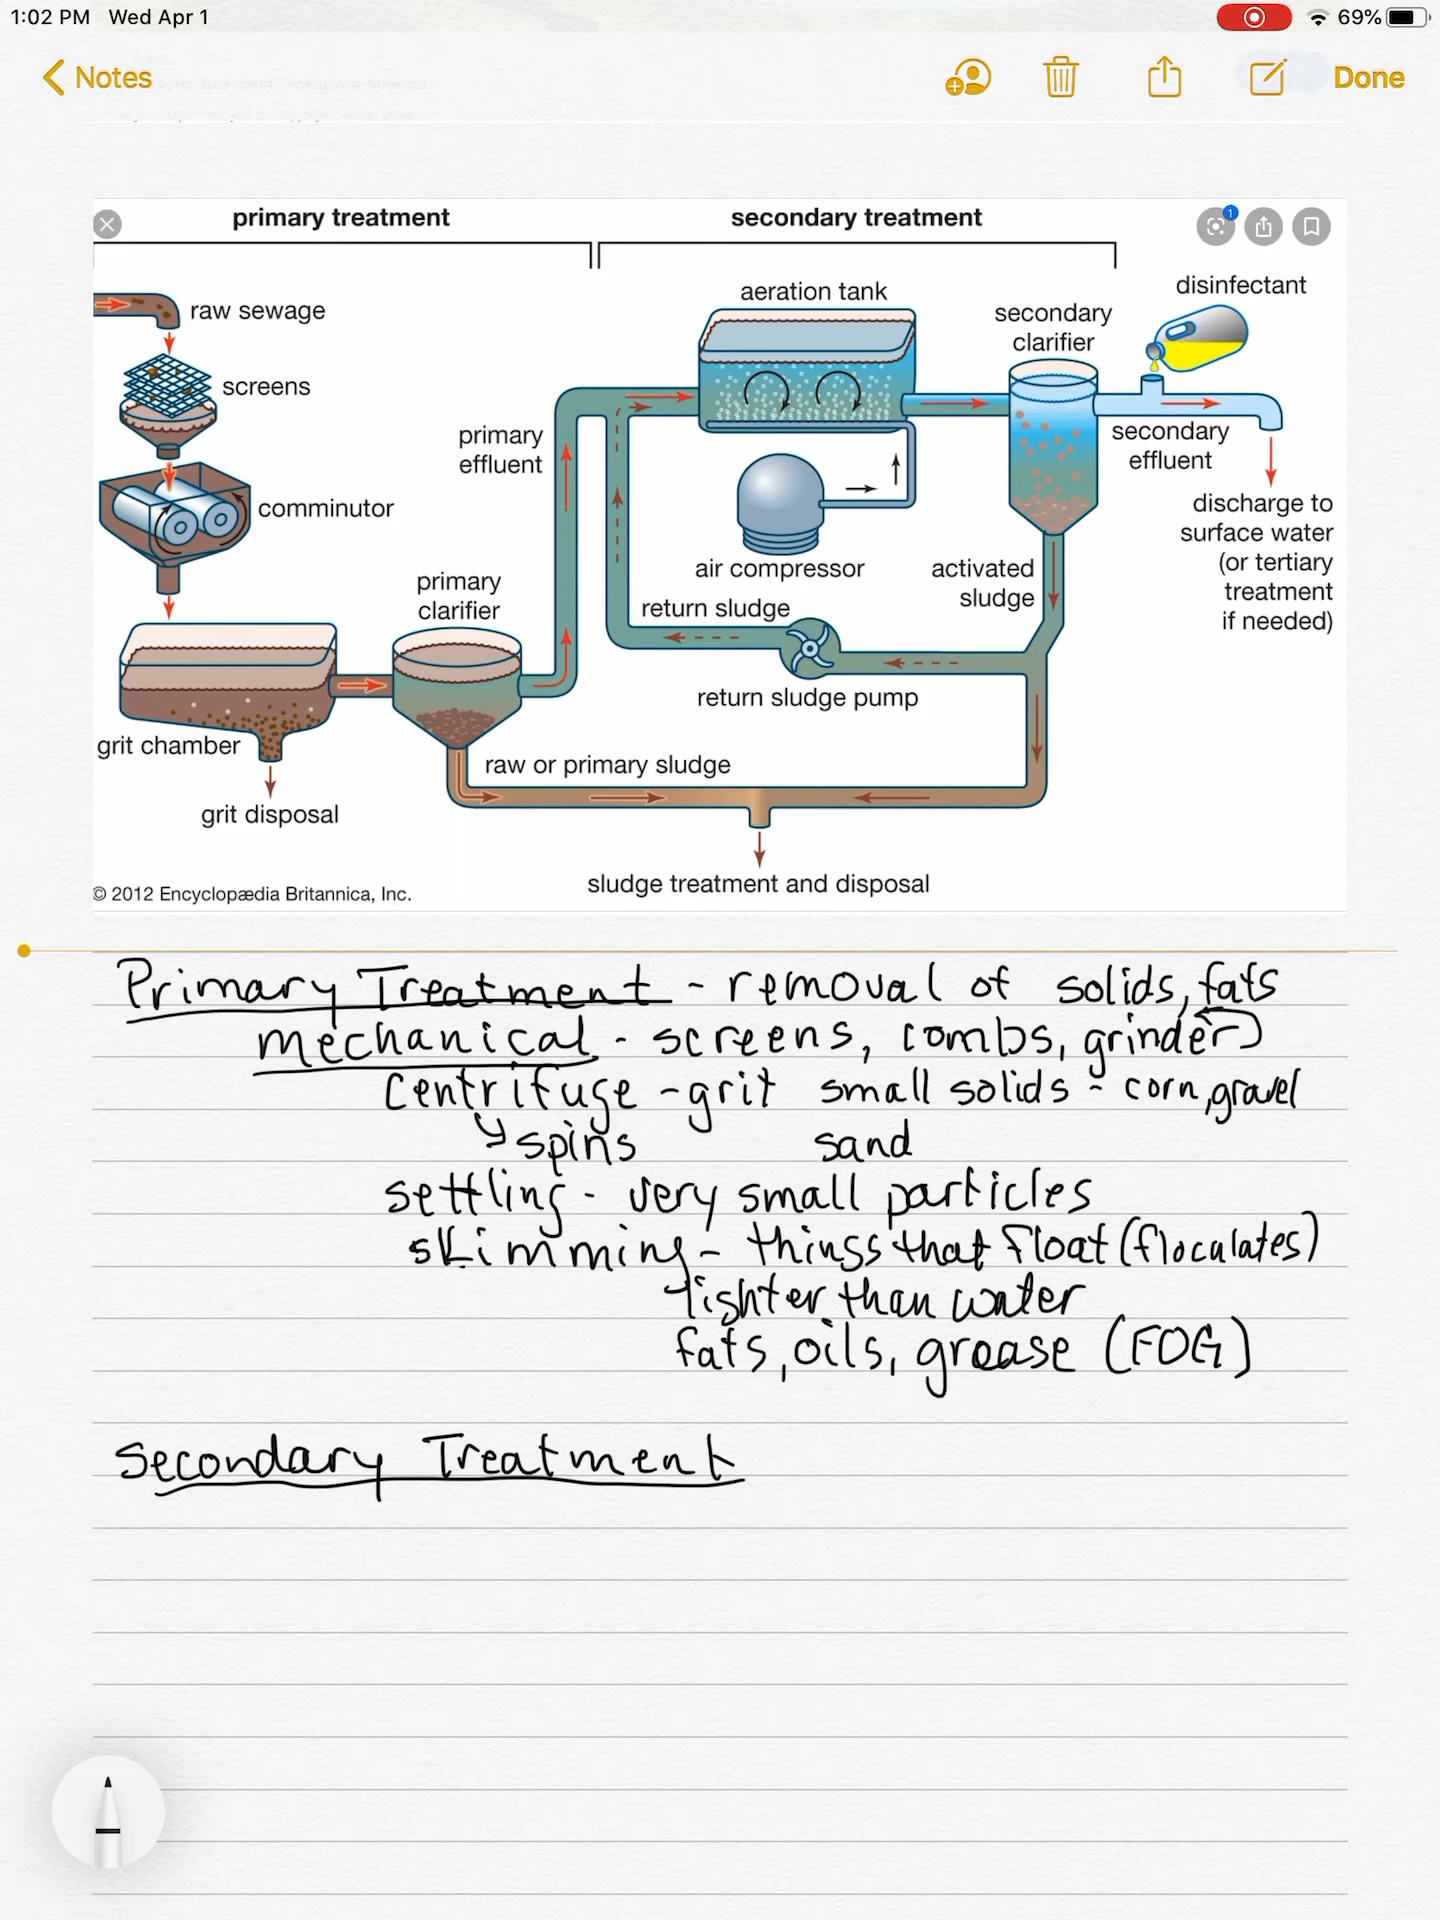 1:02 PM Wed Apr 1
69%
Notes
Done
primary treatment
secondary treatment
1
raw sewage
screens
comminutor
grit chamber
grit disposal
primary
clarifier
primary
effluent
raw or primary sludge
aeration tank
air compressor
return sludge
return sludge pump
secondary
clarifier
activated
sludge
disinfectant
secondary
effluent
discharge to
surface water
(or tertiary
treatment
if needed)
sludge treatment and disposal
© 2012 Encyclopædia Britannica, Inc.
Primary Treatment - removal of solids, fats
mechanical - screens, combs, grinder
Centrifuge - grit small solids - corn, gravel
spins sand
settling - very small particles
skimming - things that float (floculates)
lighter than water
fats, oils, grease (FOG)
Secondary Treatment